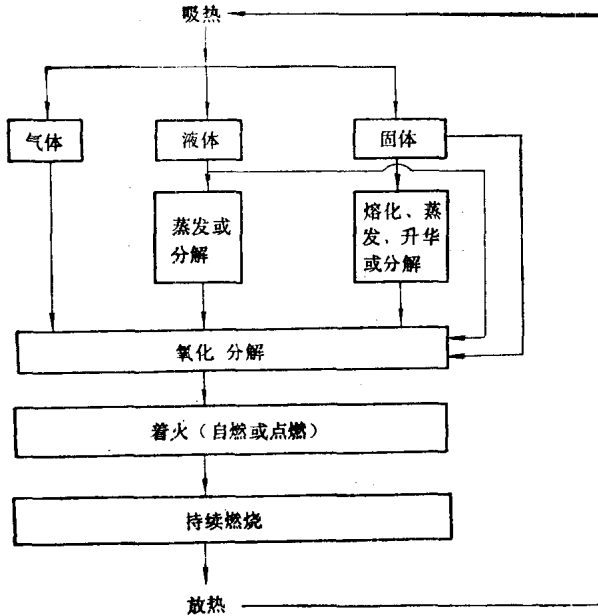 吸热
气体
液体
固体
蒸发或
分解
熔化、蒸
发，升华
或分解
氧化 分解
着火（自燃或点燃）
持续燃烧
放热